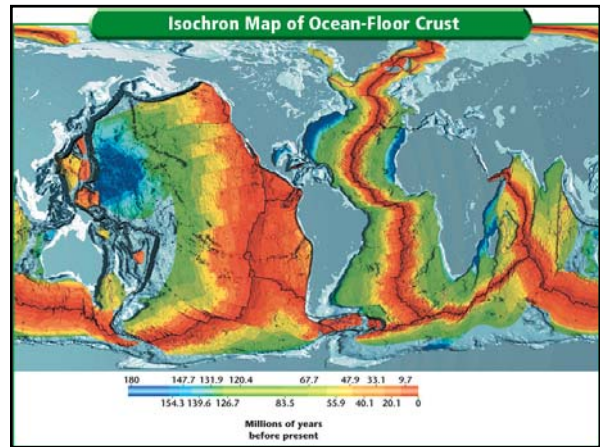 Isochron Map of Ocean-Floor Crust
180 147.7 131.9 120.4 67.7 47.9 33.1 9.7
154.3 139.6 126.7 83.5 55.9 40.1 20.1 0
Millions of years
before present